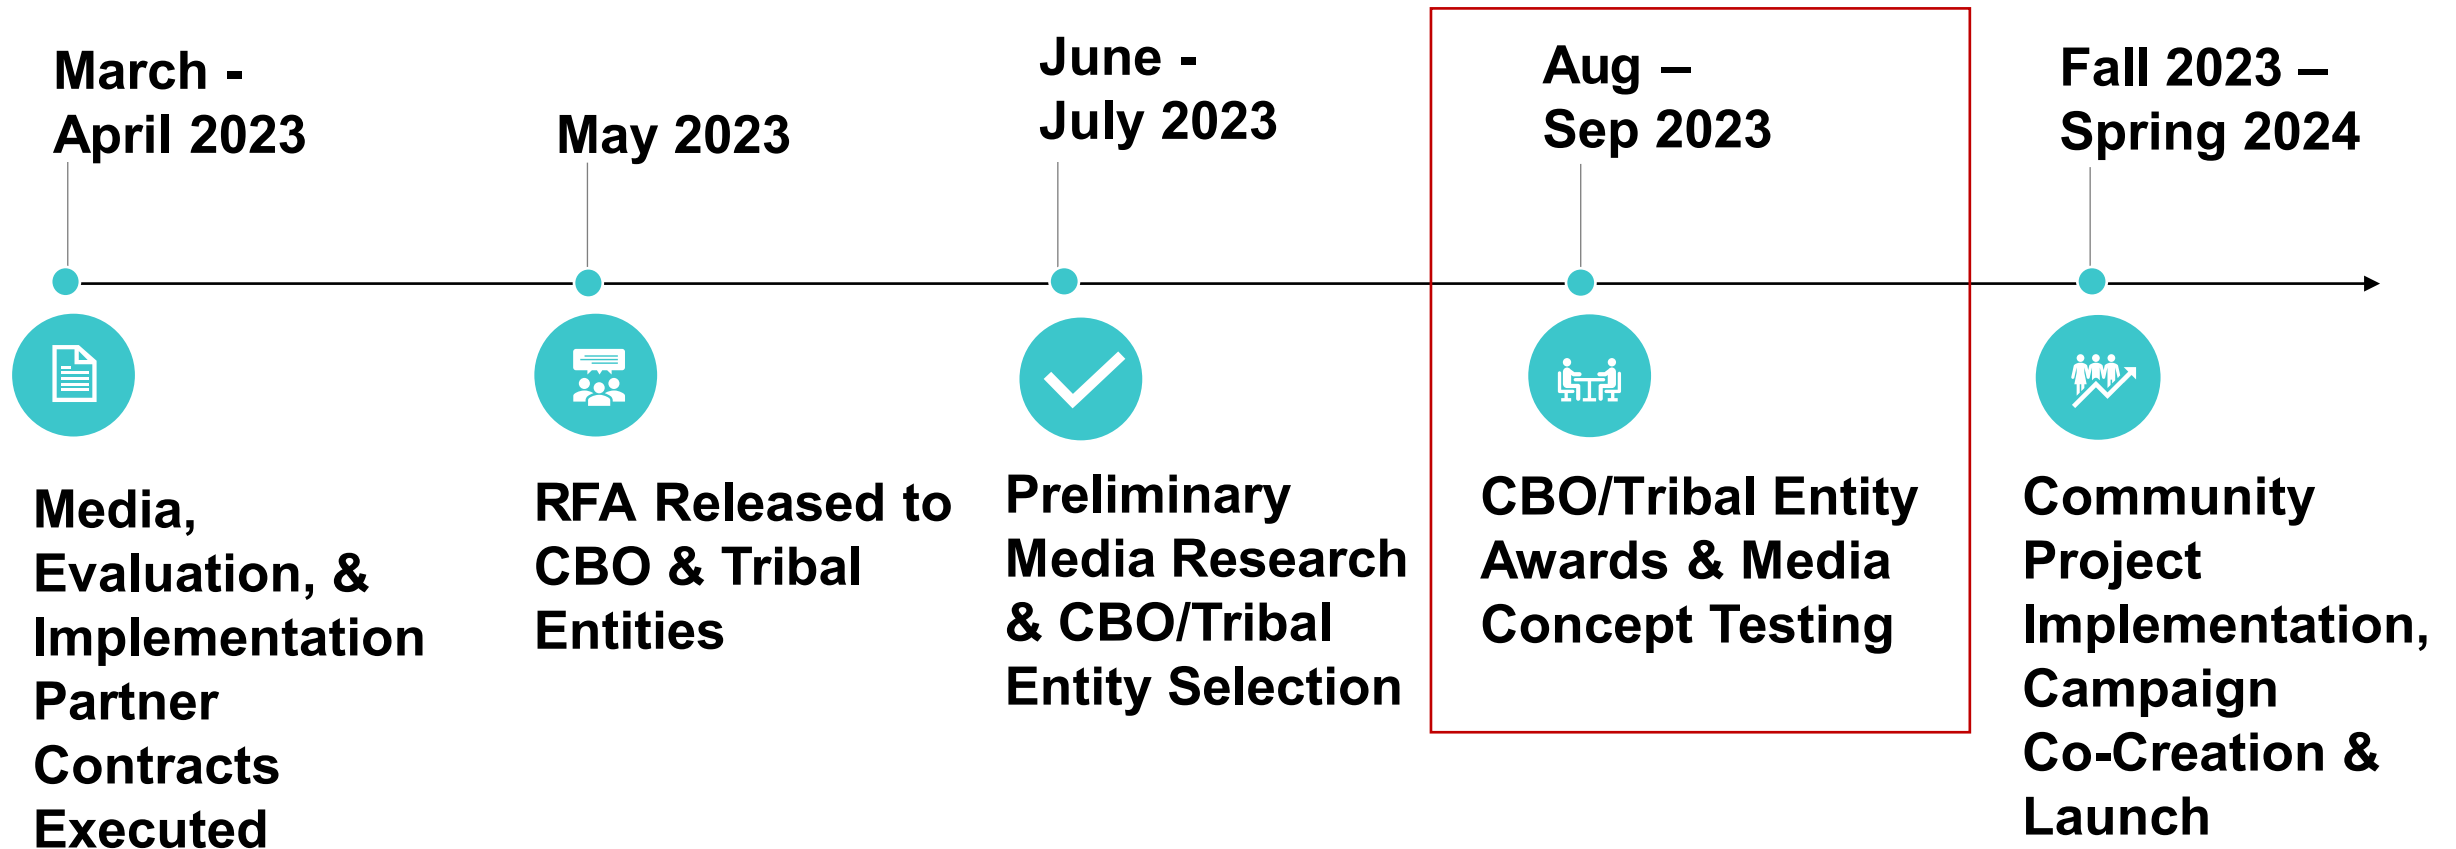 March -
April 2023
May 2023
June -
July 2023
Aug –
Sep 2023
Fall 2023 –
Spring 2024
Media,
Evaluation, &
Implementation
Partner
Contracts
Executed
RFA Released to
CBO & Tribal
Entities
Preliminary
Media Research
& CBO/Tribal
Entity Selection
CBO/Tribal Entity
Awards & Media
Concept Testing
Community
Project
Implementation,
Campaign
Co-Creation &
Launch